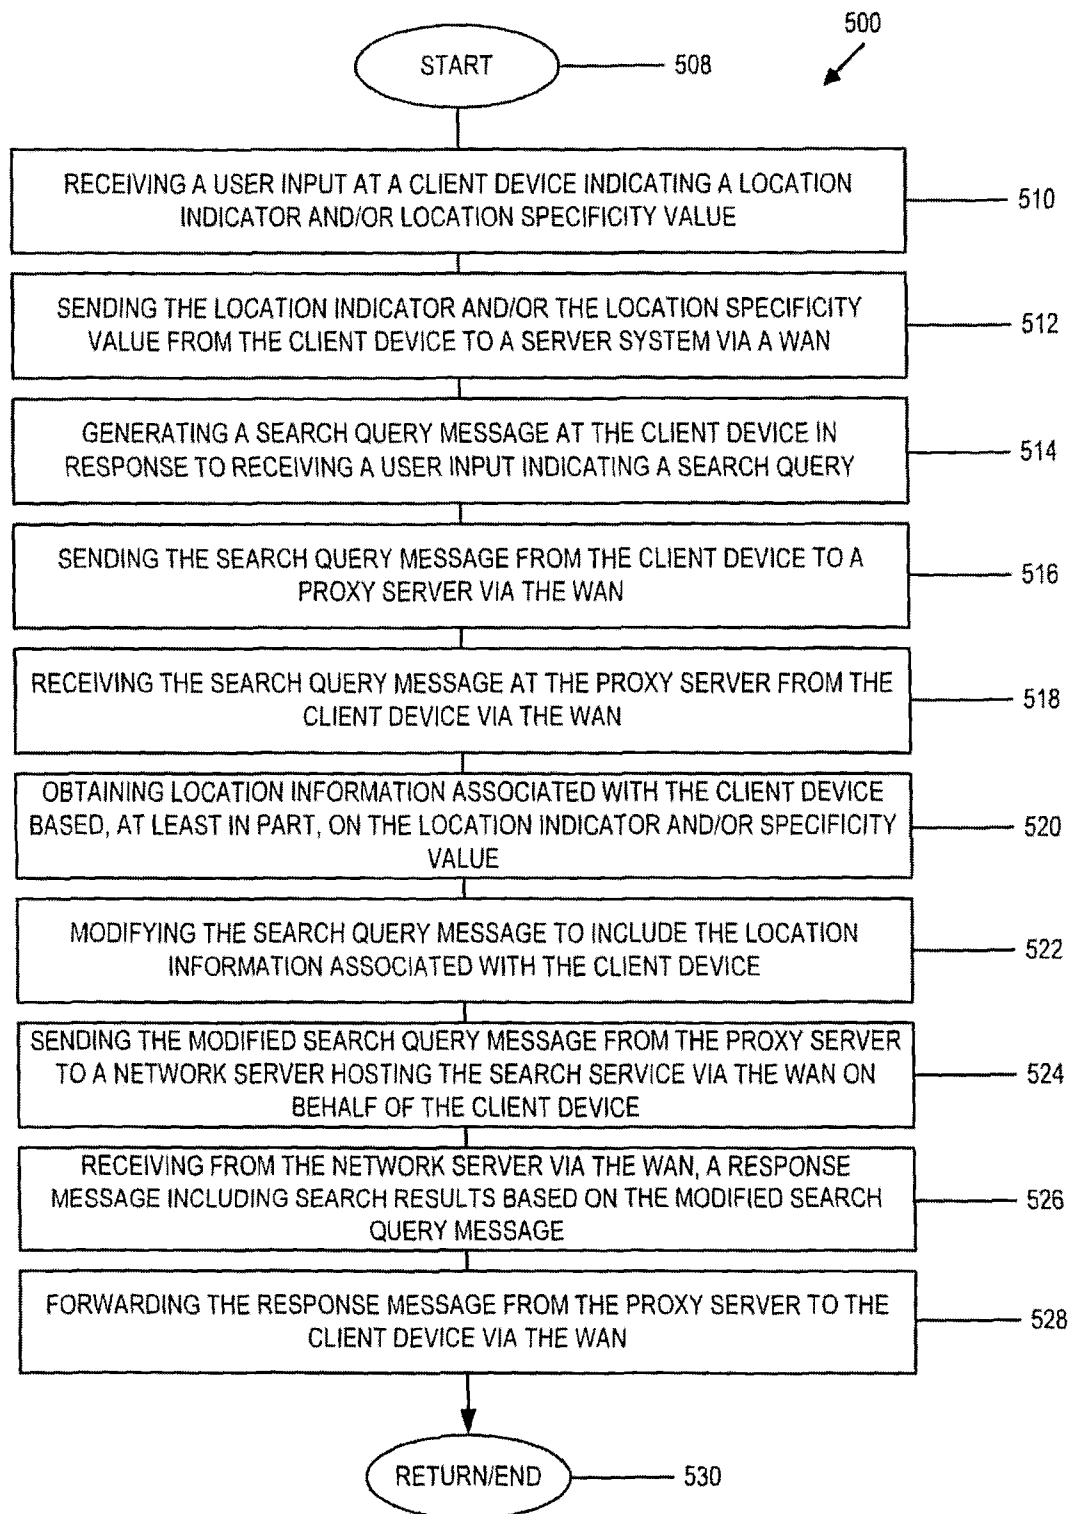 500
START
508
RECEIVING A USER INPUT AT A CLIENT DEVICE INDICATING A LOCATION
INDICATOR AND/OR LOCATION SPECIFICITY VALUE
510
SENDING THE LOCATION INDICATOR AND/OR THE LOCATION SPECIFICITY
VALUE FROM THE CLIENT DEVICE TO A SERVER SYSTEM VIA A WAN
512
GENERATING A SEARCH QUERY MESSAGE AT THE CLIENT DEVICE IN
RESPONSE TO RECEIVING A USER INPUT INDICATING A SEARCH QUERY
514
SENDING THE SEARCH QUERY MESSAGE FROM THE CLIENT DEVICE TO A
PROXY SERVER VIA THE WAN
516
RECEIVING THE SEARCH QUERY MESSAGE AT THE PROXY SERVER FROM THE
CLIENT DEVICE VIA THE WAN
518
OBTAINING LOCATION INFORMATION ASSOCIATED WITH THE CLIENT DEVICE
BASED, AT LEAST IN PART, ON THE LOCATION INDICATOR AND/OR SPECIFICITY
VALUE
520
MODIFYING THE SEARCH QUERY MESSAGE TO INCLUDE THE LOCATION
INFORMATION ASSOCIATED WITH THE CLIENT DEVICE
522
SENDING THE MODIFIED SEARCH QUERY MESSAGE FROM THE PROXY SERVER
TO A NETWORK SERVER HOSTING THE SEARCH SERVICE VIA THE WAN ON
BEHALF OF THE CLIENT DEVICE
524
RECEIVING FROM THE NETWORK SERVER VIA THE WAN, A RESPONSE
MESSAGE INCLUDING SEARCH RESULTS BASED ON THE MODIFIED SEARCH
QUERY MESSAGE
526
FORWARDING THE RESPONSE MESSAGE FROM THE PROXY SERVER TO THE
CLIENT DEVICE VIA THE WAN
528
RETURN/END
530